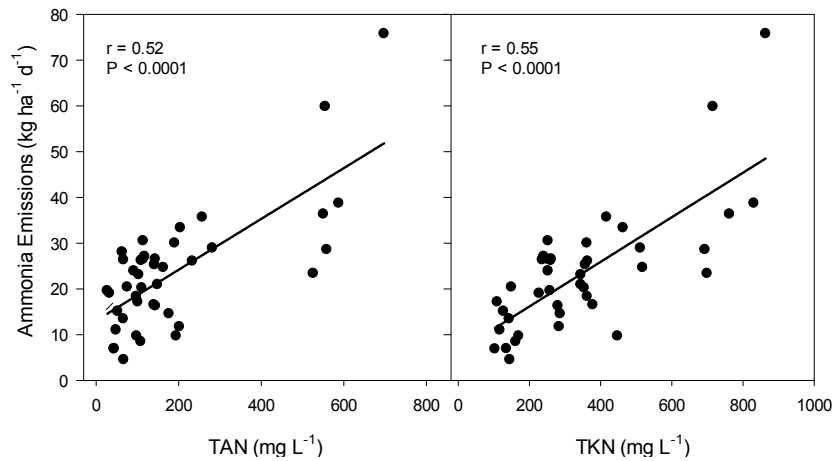 80
70
60
50
40
30
20
10
0
Ammonia Emissions (kg ha⁻¹ d⁻¹)
r = 0.52
P < 0.0001
0 200 400 600 800
TAN (mg L⁻¹)
r = 0.55
P < 0.0001
0 200 400 600 800 1000
TKN (mg L⁻¹)